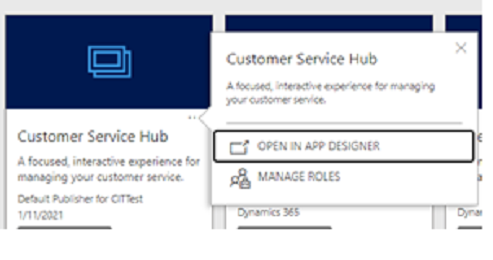 Customer Service Hub
A focused, interactive experience for
managing your customer service.
Default Publisher for CITTest
1/11/2021
Customer Service Hub
A focused, interactive experience for managing
your customer service.
OPEN IN APP DESIGNER
MANAGE ROLES
Dynamics 365